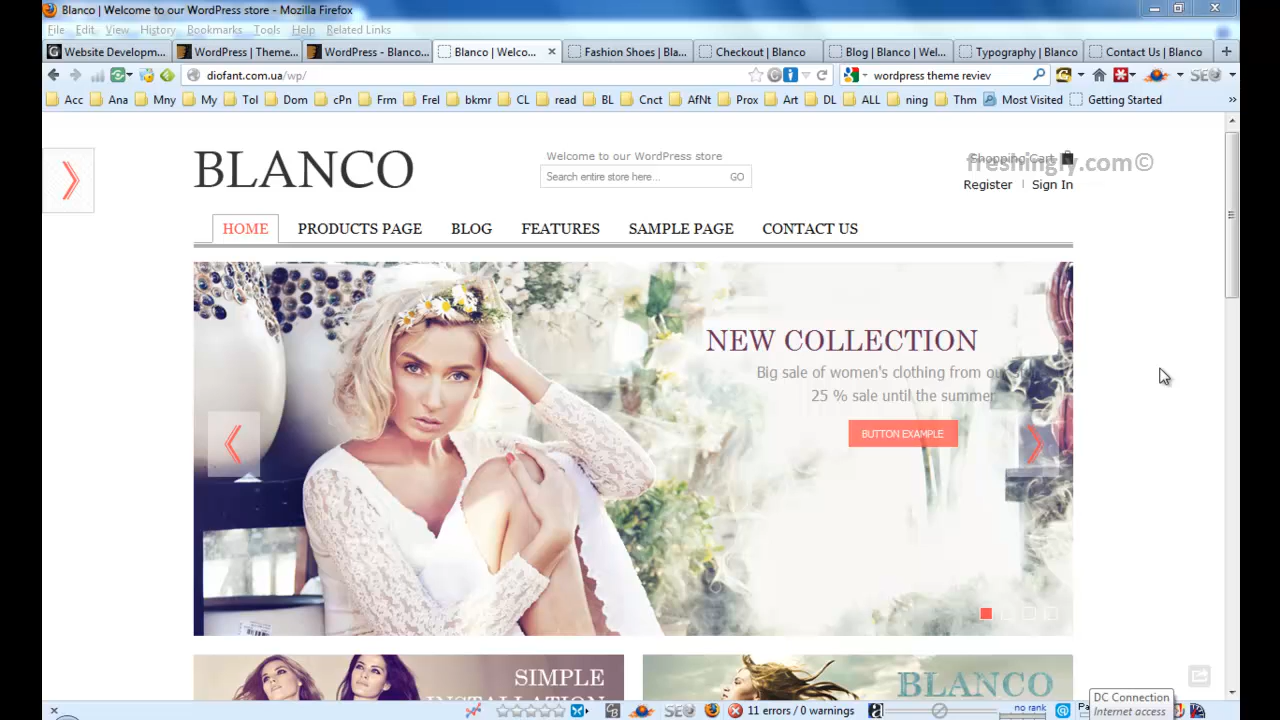 Blanco | Welcome to our WordPress store - Mozilla Firefox
File Edit View History Bookmarks Tools Help Related Links
Website Developm... WordPress | Theme... WordPress - Blanco... Blanco | Welco... Fashion Shoes | Bla... Checkout | Blanco Blog | Blanco | Wel... Typography | Blanco Contact Us | Blanco
diofant.com.ua/wp/ wordpress theme reviev SEO
Acc Ana Mny My Tol Dom cPn Frm Frel bkmr CL read BL Cnct AfNt Prox Art DL ALL ning Thm Most Visited Getting Started
BLANCO
Welcome to our WordPress store
Search entire store here ... GO
Shopping Cart
freshingly.com©
Register | Sign In
HOME PRODUCTS PAGE BLOG FEATURES SAMPLE PAGE CONTACT US
NEW COLLECTION
Big sale of women's clothing from our
25 % sale until the summer
BUTTON EXAMPLE
SIMPLE
INSTALLATION
BLANCO
DC Connection
Internet access
SEO 11 errors / 0 warnings no rank